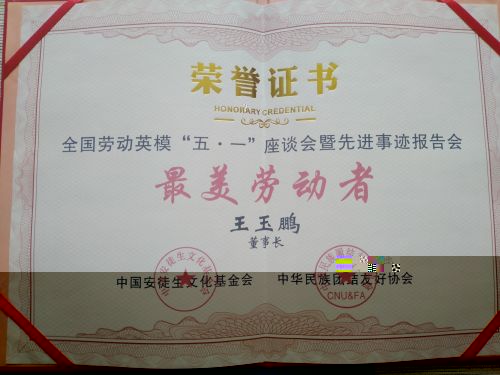 荣誉证书
HONORARY CREDENTIAL
全国劳动英模“五·一”座谈会暨先进事迹报告会
最美劳动者
王玉鹏
董事长
中国安徒生文化基金会 中华民族团结友好协会
CNU&FA